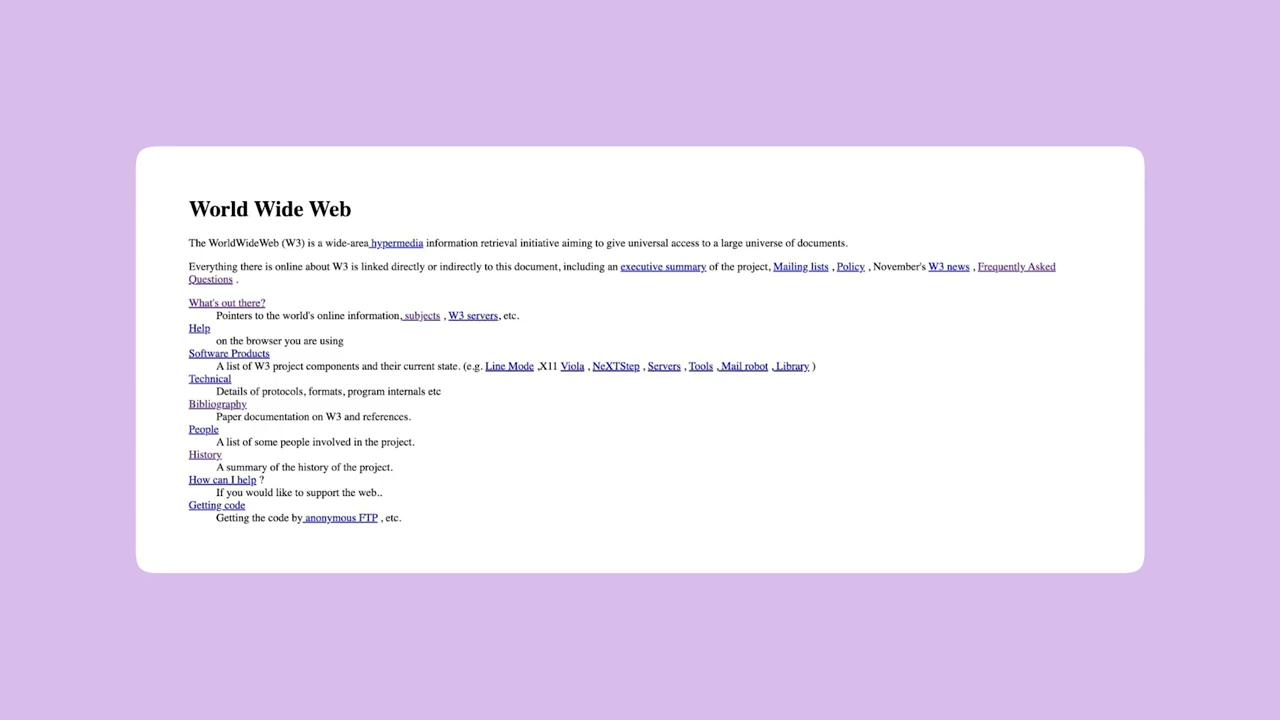 World Wide Web
The WorldWideWeb (W3) is a wide-area hypermedia information retrieval initiative aiming to give universal access to a large universe of documents.
Everything there is online about W3 is linked directly or indirectly to this document, including an executive summary of the project, Mailing lists , Policy , November's W3 news , Frequently Asked
Questions .
What's out there?
Pointers to the world's online information, subjects , W3 servers, etc.
Help
on the browser you are using
Software Products
A list of W3 project components and their current state. (e.g. Line Mode ,X11 Viola , NeXTStep , Servers , Tools , Mail robot , Library )
Technical
Details of protocols, formats, program internals etc
Bibliography
Paper documentation on W3 and references.
People
A list of some people involved in the project.
History
A summary of the history of the project.
How can I help ?
If you would like to support the web..
Getting code
Getting the code by anonymous FTP , etc.